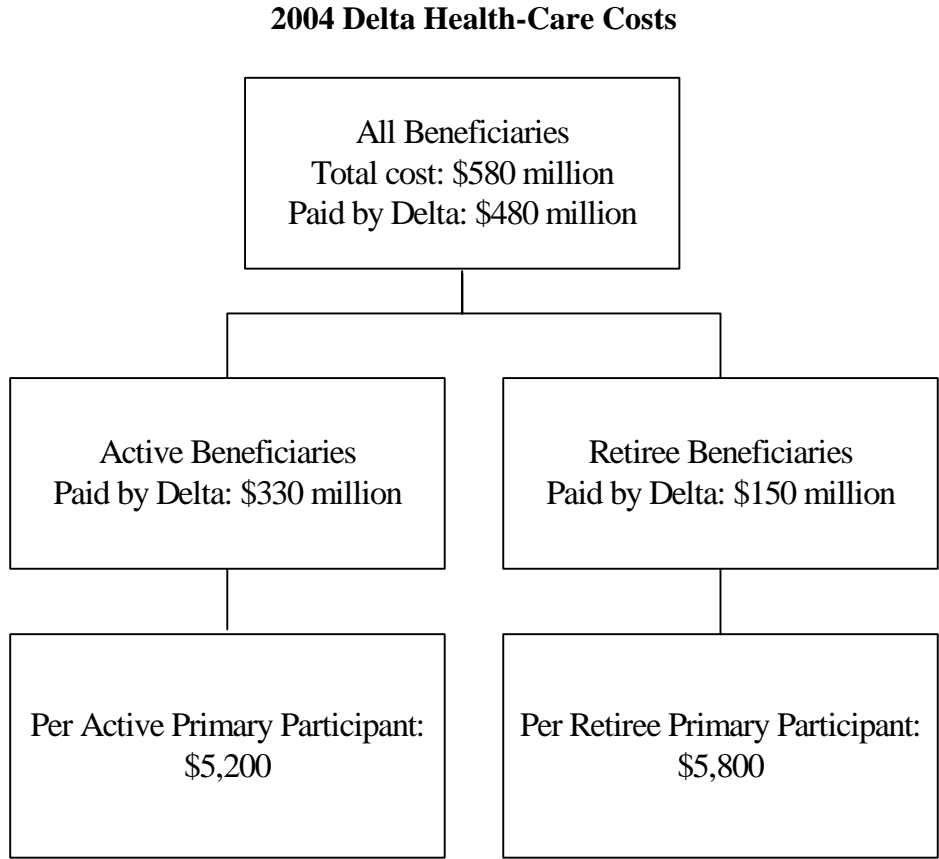 2004 Delta Health-Care Costs
All Beneficiaries
Total cost: $580 million
Paid by Delta: $480 million
Active Beneficiaries
Paid by Delta: $330 million
Retiree Beneficiaries
Paid by Delta: $150 million
Per Active Primary Participant:
$5,200
Per Retiree Primary Participant:
$5,800